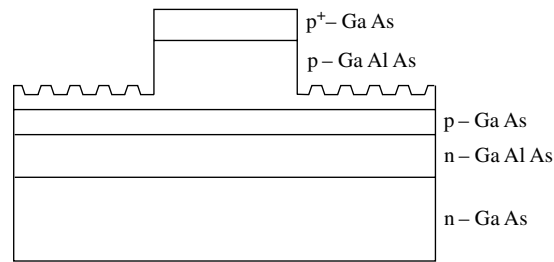 p⁺– Ga As
p – Ga Al As
p – Ga As
n – Ga Al As
n – Ga As